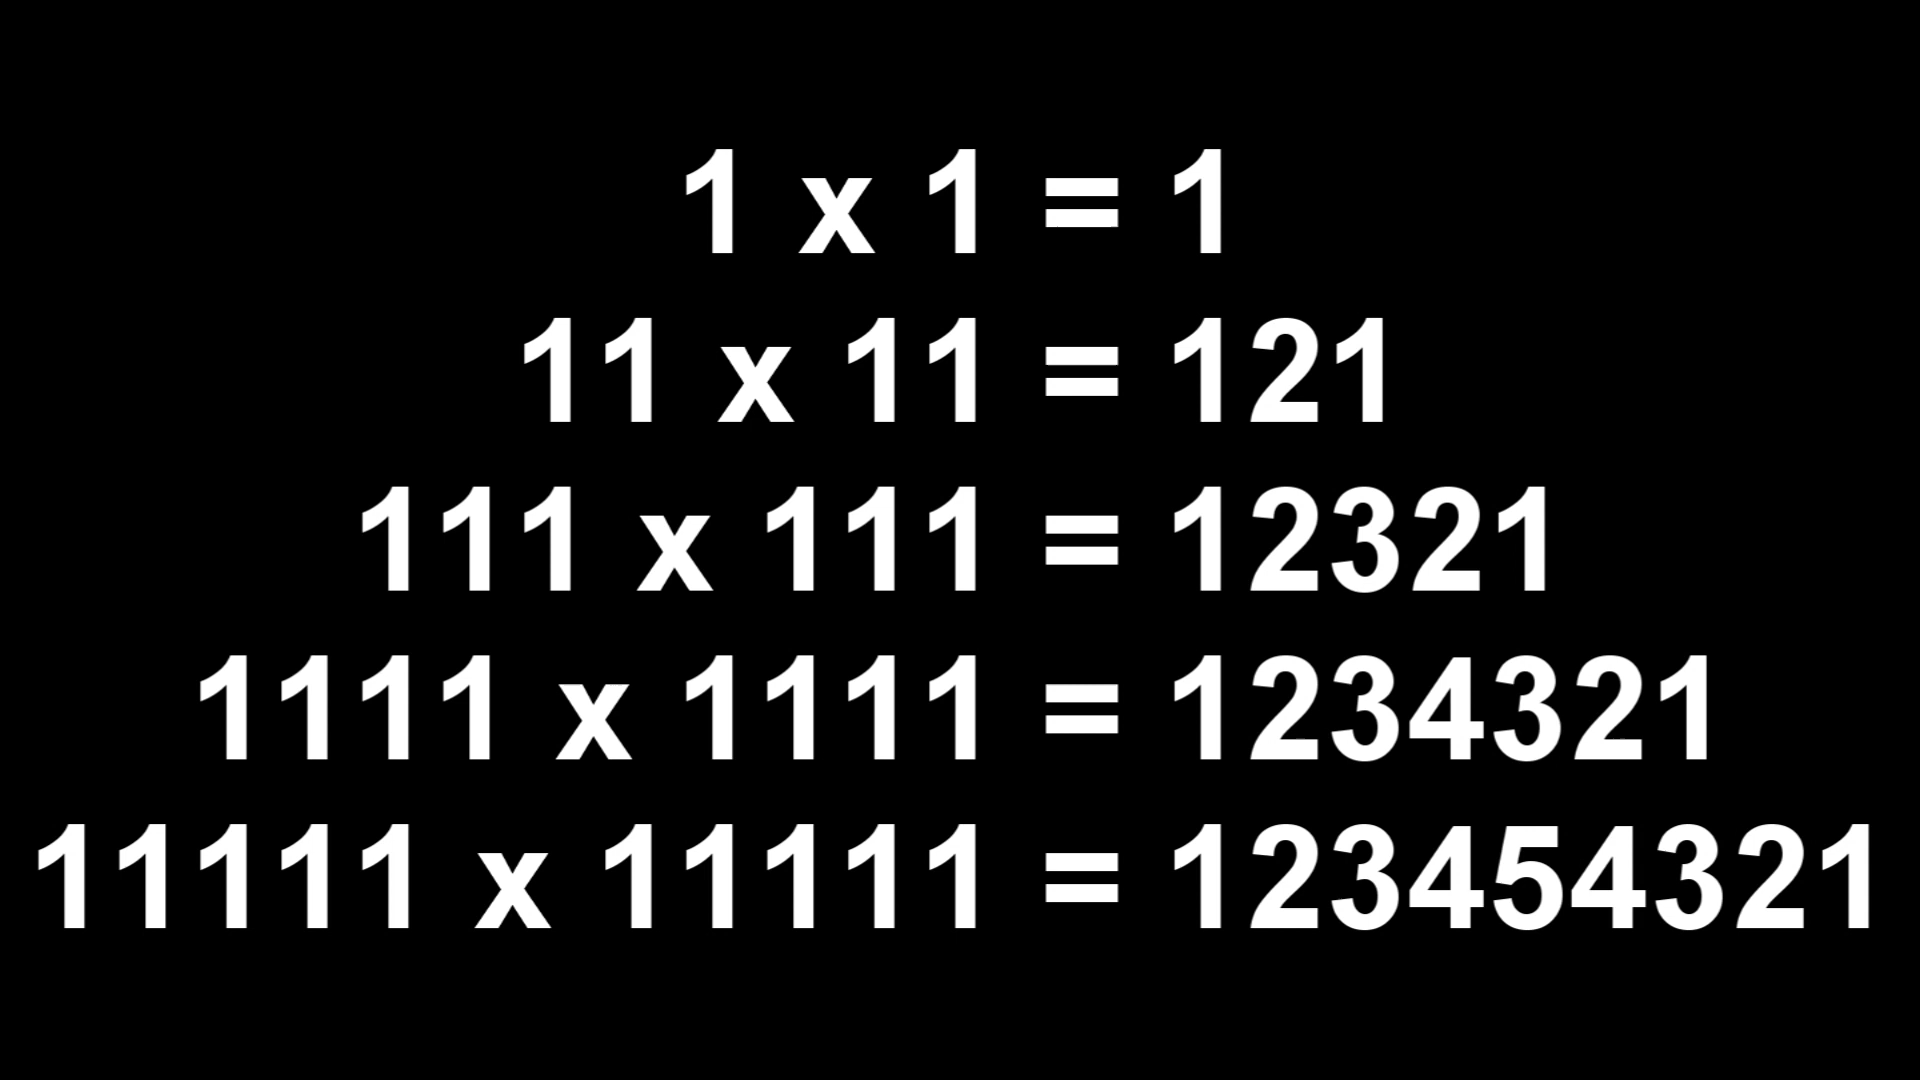 1 x 1 = 1
11 x 11 = 121
111 x 111 = 12321
1111 x 1111 = 1234321
11111 x 11111 = 123454321